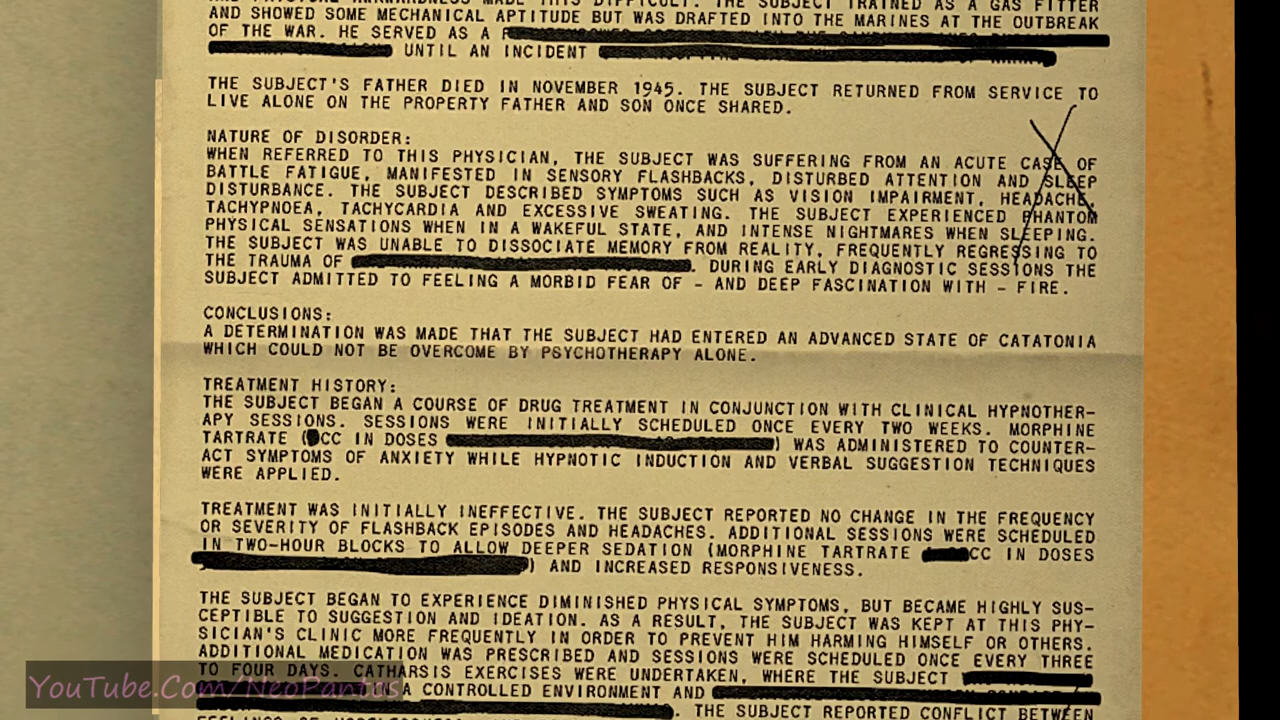 AND PHYSICAL AWKWARDNESS MADE THIS DIFFICULT. THE SUBJECT TRAINED AS A GAS FITTER
AND SHOWED SOME MECHANICAL APTITUDE BUT WAS DRAFTED INTO THE MARINES AT THE OUTBREAK
OF THE WAR. HE SERVED AS A
UNTIL AN INCIDENT
THE SUBJECT'S FATHER DIED IN NOVEMBER 1945. THE SUBJECT RETURNED FROM SERVICE TO
LIVE ALONE ON THE PROPERTY FATHER AND SON ONCE SHARED.
NATURE OF DISORDER:
WHEN REFERRED TO THIS PHYSICIAN, THE SUBJECT WAS SUFFERING FROM AN ACUTE CASE OF
BATTLE FATIGUE, MANIFESTED IN SENSORY FLASHBACKS, DISTURBED ATTENTION AND SLEEP
DISTURBANCE. THE SUBJECT DESCRIBED SYMPTOMS SUCH AS VISION IMPAIRMENT, HEADACHE,
TACHYPNOEA, TACHYCARDIA AND EXCESSIVE SWEATING. THE SUBJECT EXPERIENCED PHANTOM
PHYSICAL SENSATIONS WHEN IN A WAKEFUL STATE, AND INTENSE NIGHTMARES WHEN SLEEPING.
THE SUBJECT WAS UNABLE TO DISSOCIATE MEMORY FROM REALITY, FREQUENTLY REGRESSING TO
THE TRAUMA OF . DURING EARLY DIAGNOSTIC SESSIONS THE
SUBJECT ADMITTED TO FEELING A MORBID FEAR OF - AND DEEP FASCINATION WITH - FIRE.
CONCLUSIONS:
A DETERMINATION WAS MADE THAT THE SUBJECT HAD ENTERED AN ADVANCED STATE OF CATATONIA
WHICH COULD NOT BE OVERCOME BY PSYCHOTHERAPY ALONE.
TREATMENT HISTORY:
THE SUBJECT BEGAN A COURSE OF DRUG TREATMENT IN CONJUNCTION WITH CLINICAL HYPNOTHER-
APY SESSIONS. SESSIONS WERE INITIALLY SCHEDULED ONCE EVERY TWO WEEKS. MORPHINE
TARTRATE ( CC IN DOSES ) WAS ADMINISTERED TO COUNTER-
ACT SYMPTOMS OF ANXIETY WHILE HYPNOTIC INDUCTION AND VERBAL SUGGESTION TECHNIQUES
WERE APPLIED.
TREATMENT WAS INITIALLY INEFFECTIVE. THE SUBJECT REPORTED NO CHANGE IN THE FREQUENCY
OR SEVERITY OF FLASHBACK EPISODES AND HEADACHES. ADDITIONAL SESSIONS WERE SCHEDULED
IN TWO-HOUR BLOCKS TO ALLOW DEEPER SEDATION (MORPHINE TARTRATE CC IN DOSES
) AND INCREASED RESPONSIVENESS.
THE SUBJECT BEGAN TO EXPERIENCE DIMINISHED PHYSICAL SYMPTOMS, BUT BECAME HIGHLY SUS-
CEPTIBLE TO SUGGESTION AND IDEATION. AS A RESULT, THE SUBJECT WAS KEPT AT THIS PHY-
SICIAN'S CLINIC MORE FREQUENTLY IN ORDER TO PREVENT HIM HARMING HIMSELF OR OTHERS.
ADDITIONAL MEDICATION WAS PRESCRIBED AND SESSIONS WERE SCHEDULED ONCE EVERY THREE
TO FOUR DAYS. CATHARSIS EXERCISES WERE UNDERTAKEN, WHERE THE SUBJECT
A CONTROLLED ENVIRONMENT AND
. THE SUBJECT REPORTED CONFLICT BETWEEN
YouTube.Com/NeoPantus